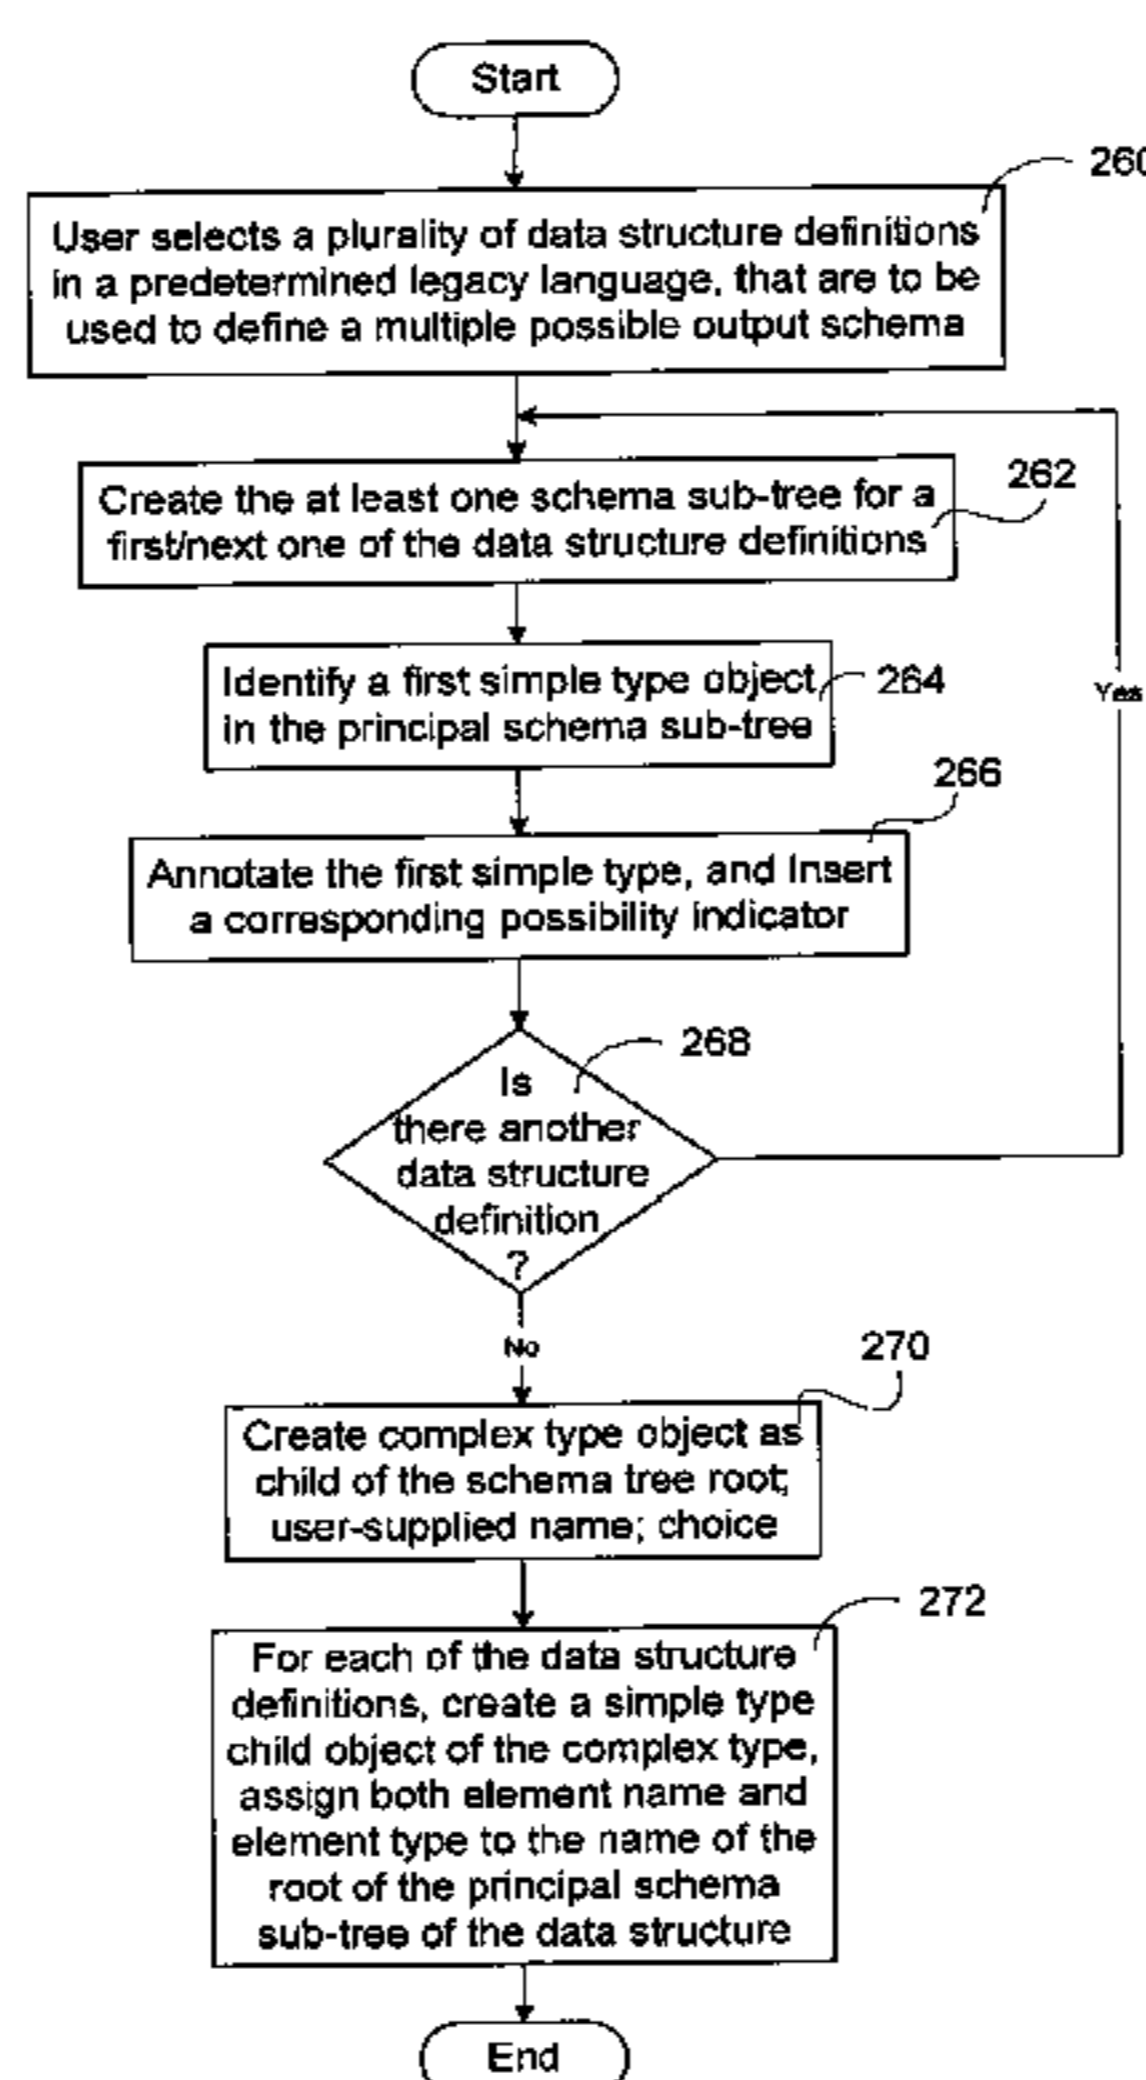 Start
260
User selects a plurality of data structure definitions
in a predetermined legacy language, that are to be
used to define a multiple possible output schema
262
Create the at least one schema sub-tree for a
first/next one of the data structure definitions
Identify a first simple type object
in the principal schema sub-tree
264
Yes
266
Annotate the first simple type, and insert
a corresponding possibility indicator
268
Is
there another
data structure
definition
?
No
270
Create complex type object as
child of the schema tree root;
user-supplied name; choice
272
For each of the data structure
definitions, create a simple type
child object of the complex type,
assign both element name and
element type to the name of the
root of the principal schema
sub-tree of the data structure
End